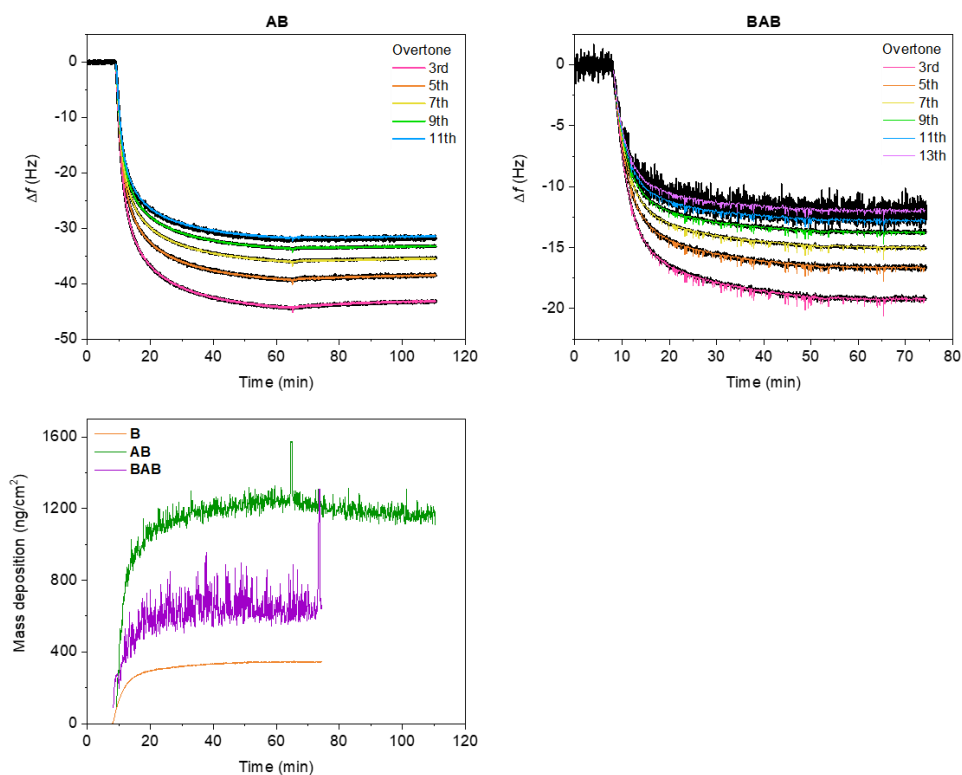 AB
Overtone
3rd
5th
7th
9th
11th
0
-10
-20
-30
-40
-50
Δf (Hz)
0 20 40 60 80 100 120
Time (min)
BAB
Overtone
3rd
5th
7th
9th
11th
13th
0
-5
-10
-15
-20
Δf (Hz)
0 10 20 30 40 50 60 70 80
Time (min)
B
AB
BAB
1600
1200
800
400
0
Mass deposition (ng/cm²)
0 20 40 60 80 100 120
Time (min)